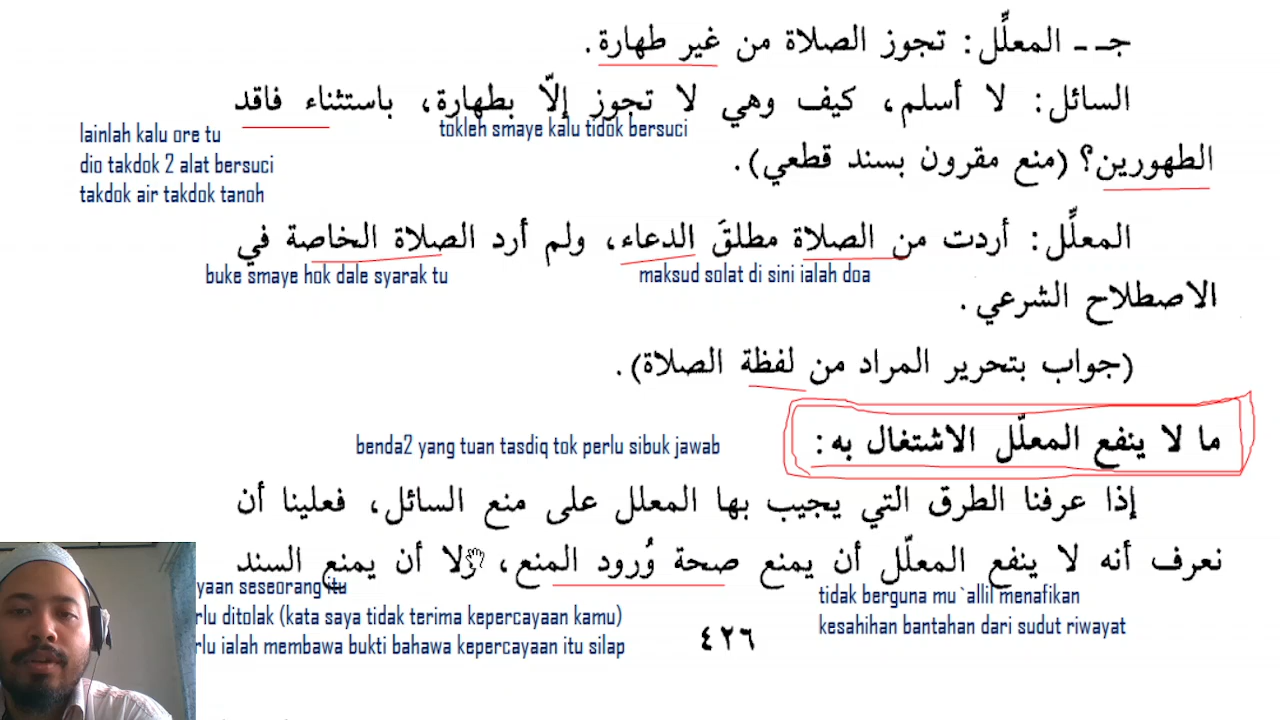 جـ ـ المعلِّل: تجوز الصلاة من غير طهارة.
السائل: لا أسلم، كيف وهي لا تجوز إلّا بطهارة، باستثناء فاقد
lainlah kalu ore tu
dio takdok 2 alat bersuci
takdok air takdok tanoh
tokleh smaye kalu tidok bersuci
الطهورين؟ (منع مقرون بسند قطعي).
المعلِّل: أردت من الصلاة مطلقَ الدعاء، ولم أرد الصلاة الخاصة في
buke smaye hok dale syarak tu
maksud solat di sini ialah doa
الاصطلاح الشرعي.
(جواب بتحرير المراد من لفظة الصلاة).
ما لا ينفع المعلّل الاشتغال به:
benda2 yang tuan tasdiq tok perlu sibuk jawab
إذا عرفنا الطرق التي يجيب بها المعلل على منع السائل، فعلينا أن
نعرف أنه لا ينفع المعلّل أن يمنع صحة وُرود المنع، ولا أن يمنع السند
yaan seseorang itu
rlu ditolak (kata saya tidak terima kepercayaan kamu)
rlu ialah membawa bukti bahawa kepercayaan itu silap
tidak berguna mu`allil menafikan
kesahihan bantahan dari sudut riwayat
٤٢٦